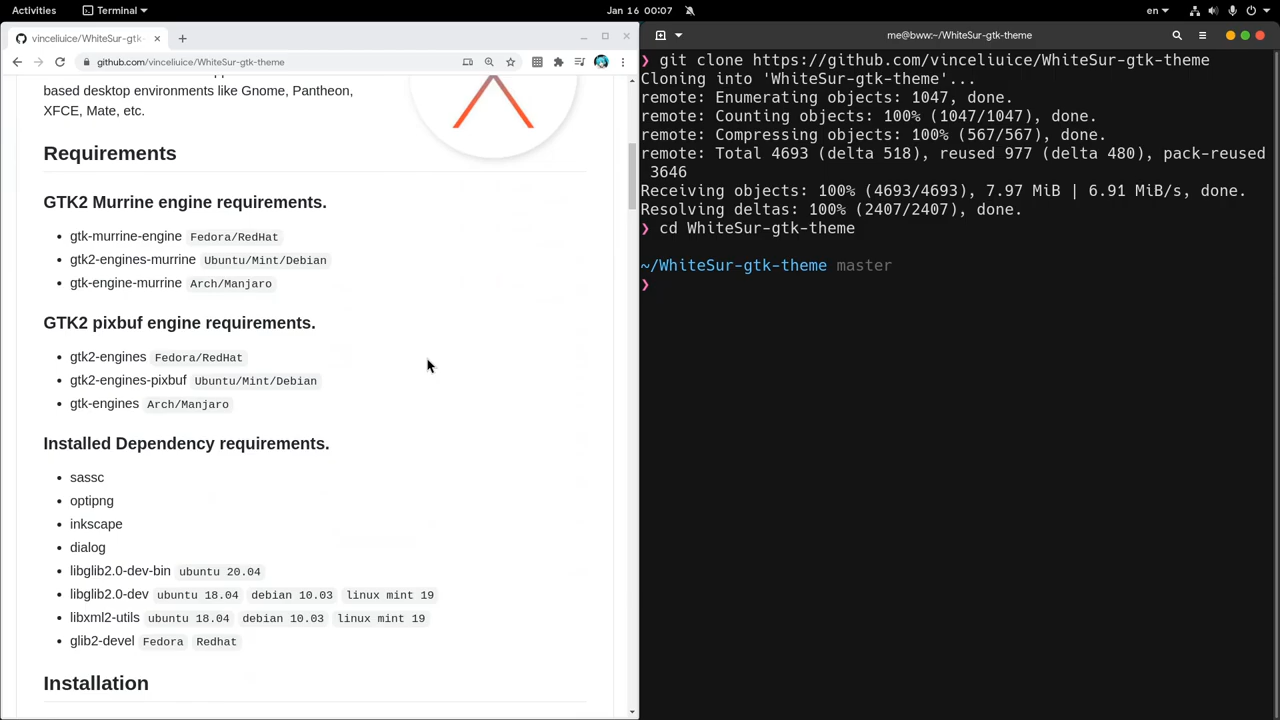 Activities
Terminal
Jan 16 00:07
en
vinceliuice/WhiteSur-gtk-
github.com/vinceliuice/WhiteSur-gtk-theme
based desktop environments like Gnome, Pantheon,
XFCE, Mate, etc.
Requirements
GTK2 Murrine engine requirements.
• gtk-murrine-engine Fedora/RedHat
• gtk2-engines-murrine Ubuntu/Mint/Debian
• gtk-engine-murrine Arch/Manjaro
GTK2 pixbuf engine requirements.
• gtk2-engines Fedora/RedHat
• gtk2-engines-pixbuf Ubuntu/Mint/Debian
• gtk-engines Arch/Manjaro
Installed Dependency requirements.
• sassc
• optipng
• inkscape
• dialog
• libglib2.0-dev-bin ubuntu 20.04
• libglib2.0-dev ubuntu 18.04 debian 10.03 linux mint 19
• libxml2-utils ubuntu 18.04 debian 10.03 linux mint 19
• glib2-devel Fedora Redhat
Installation
me@bww:~/WhiteSur-gtk-theme
❯ git clone https://github.com/vinceliuice/WhiteSur-gtk-theme
Cloning into 'WhiteSur-gtk-theme'...
remote: Enumerating objects: 1047, done.
remote: Counting objects: 100% (1047/1047), done.
remote: Compressing objects: 100% (567/567), done.
remote: Total 4693 (delta 518), reused 977 (delta 480), pack-reused
3646
Receiving objects: 100% (4693/4693), 7.97 MiB | 6.91 MiB/s, done.
Resolving deltas: 100% (2407/2407), done.
❯ cd WhiteSur-gtk-theme
~/WhiteSur-gtk-theme master
❯